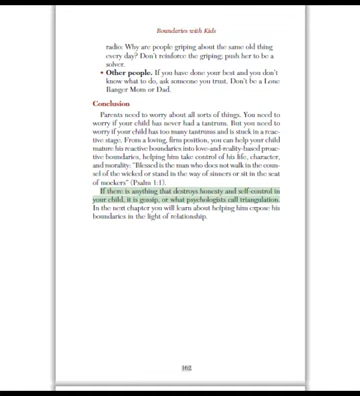 Boundaries with Kids
radio: Why are people griping about the same old thing
every day? Don't reinforce the griping; push her to be a
solver.
• Other people. If you have done your best and you don't
know what to do, ask someone you trust. Don't be a Lone
Ranger Mom or Dad.
Conclusion
Parents need to worry about all sorts of things. You need to
worry if your child has never had a tantrum. But you need to
worry if your child has too many tantrums and is stuck in a reac-
tive stage. From a loving, firm position, you can help your child
mature his reactive boundaries into love-and-reality-based proac-
tive boundaries, helping him take control of his life, character,
and morality: "Blessed is the man who does not walk in the coun-
sel of the wicked or stand in the way of sinners or sit in the seat
of mockers" (Psalm 1:1).
If there is anything that destroys honesty and self-control in
your child, it is gossip, or what psychologists call triangulation.
In the next chapter you will learn about helping him expose his
boundaries in the light of relationship.
162